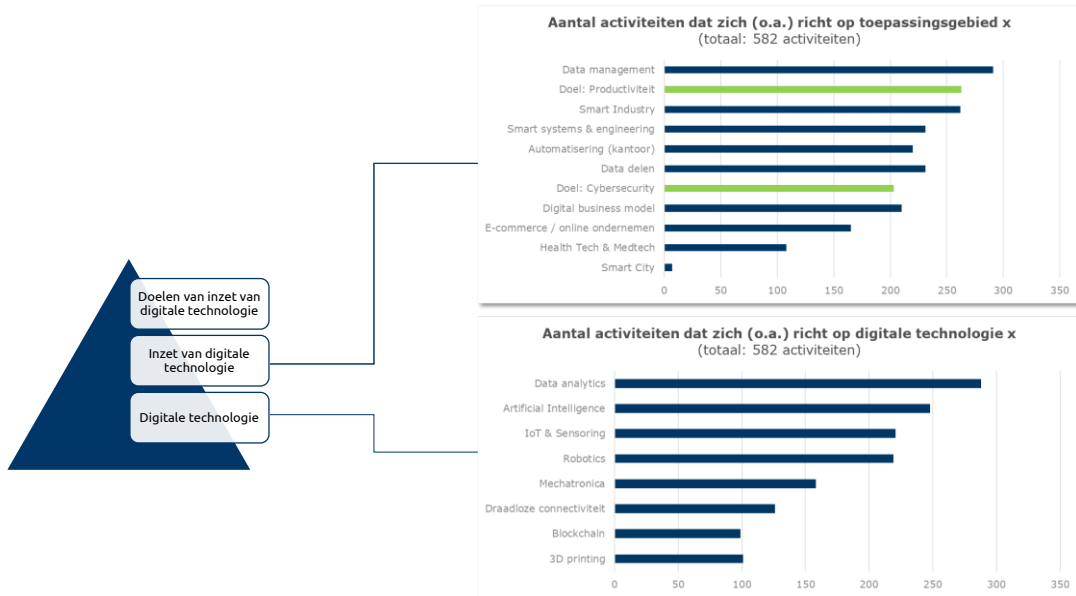 Aantal activiteiten dat zich (o.a.) richt op toepassingsgebied x
(totaal: 582 activiteiten)
Data management
Doel: Productiviteit
Smart Industry
Smart systems & engineering
Automatisering (kantoor)
Data delen
Doel: Cybersecurity
Digital business model
E-commerce / online ondernemen
Health Tech & Medtech
Smart City
0 50 100 150 200 250 300 350
Doelen van inzet van
digitale technologie
Inzet van digitale
technologie
Digitale technologie
Aantal activiteiten dat zich (o.a.) richt op digitale technologie x
(totaal: 582 activiteiten)
Data analytics
Artificial Intelligence
IoT & Sensoring
Robotics
Mechatronica
Draadloze connectiviteit
Blockchain
3D printing
0 50 100 150 200 250 300 350